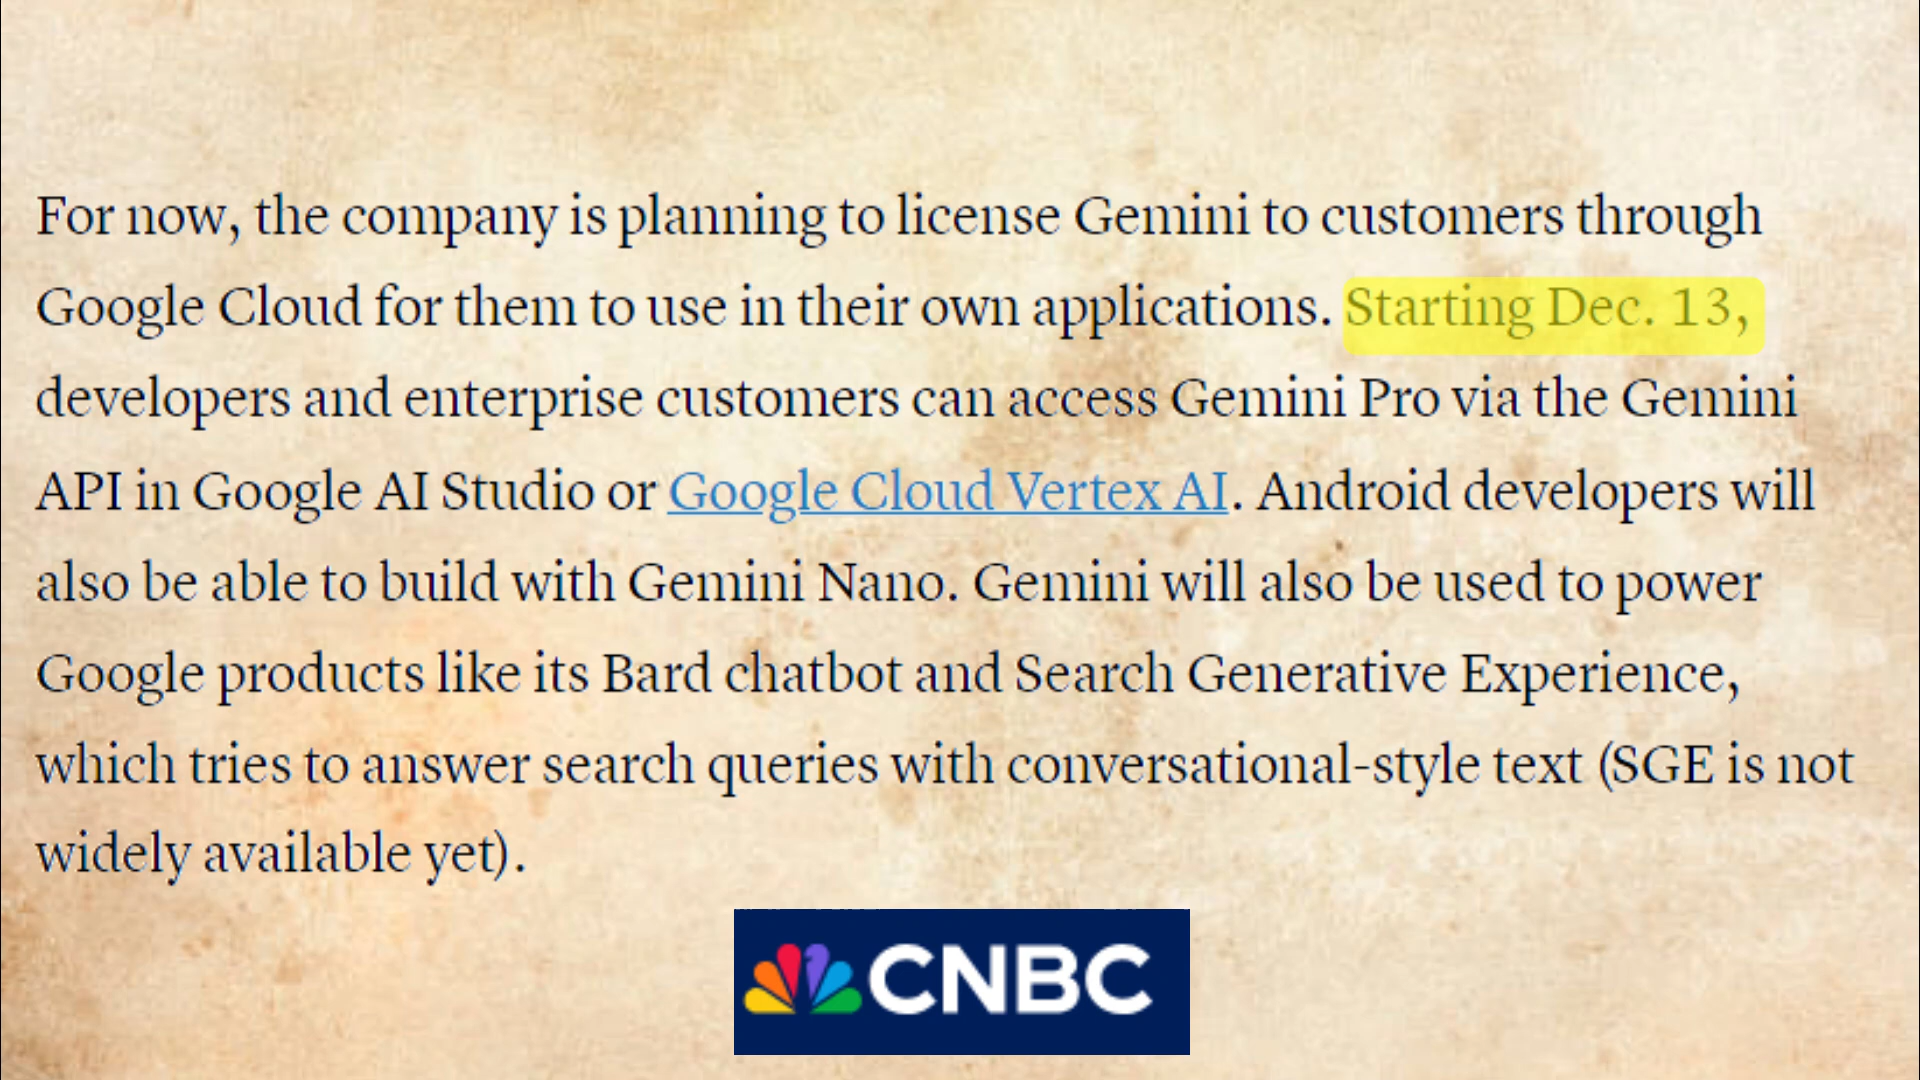 For now, the company is planning to license Gemini to customers through
Google Cloud for them to use in their own applications. Starting Dec. 13,
developers and enterprise customers can access Gemini Pro via the Gemini
API in Google AI Studio or Google Cloud Vertex AI. Android developers will
also be able to build with Gemini Nano. Gemini will also be used to power
Google products like its Bard chatbot and Search Generative Experience,
which tries to answer search queries with conversational-style text (SGE is not
widely available yet).
CNBC